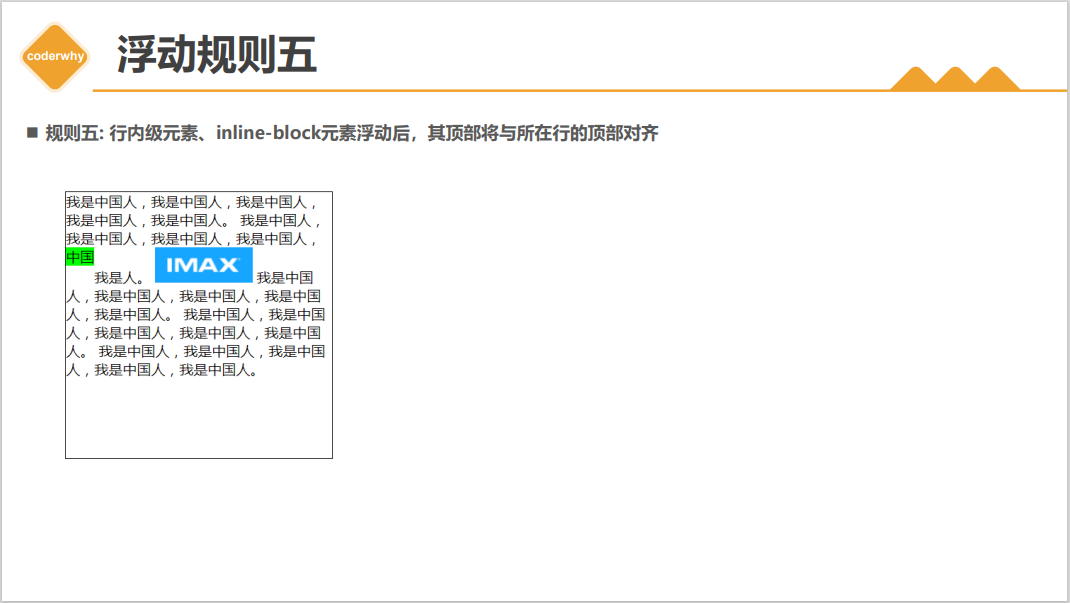 coderwhy
浮动规则五
■ 规则五: 行内级元素、inline-block元素浮动后，其顶部将与所在行的顶部对齐
我是中国人，我是中国人，我是中国人，
我是中国人，我是中国人。 我是中国人，
我是中国人，我是中国人，我是中国人，
中国
我是人。 IMAX 我是中国
人，我是中国人，我是中国人，我是中国
人，我是中国人。 我是中国人，我是中国
人，我是中国人，我是中国人，我是中国
人。 我是中国人，我是中国人，我是中国
人，我是中国人，我是中国人。